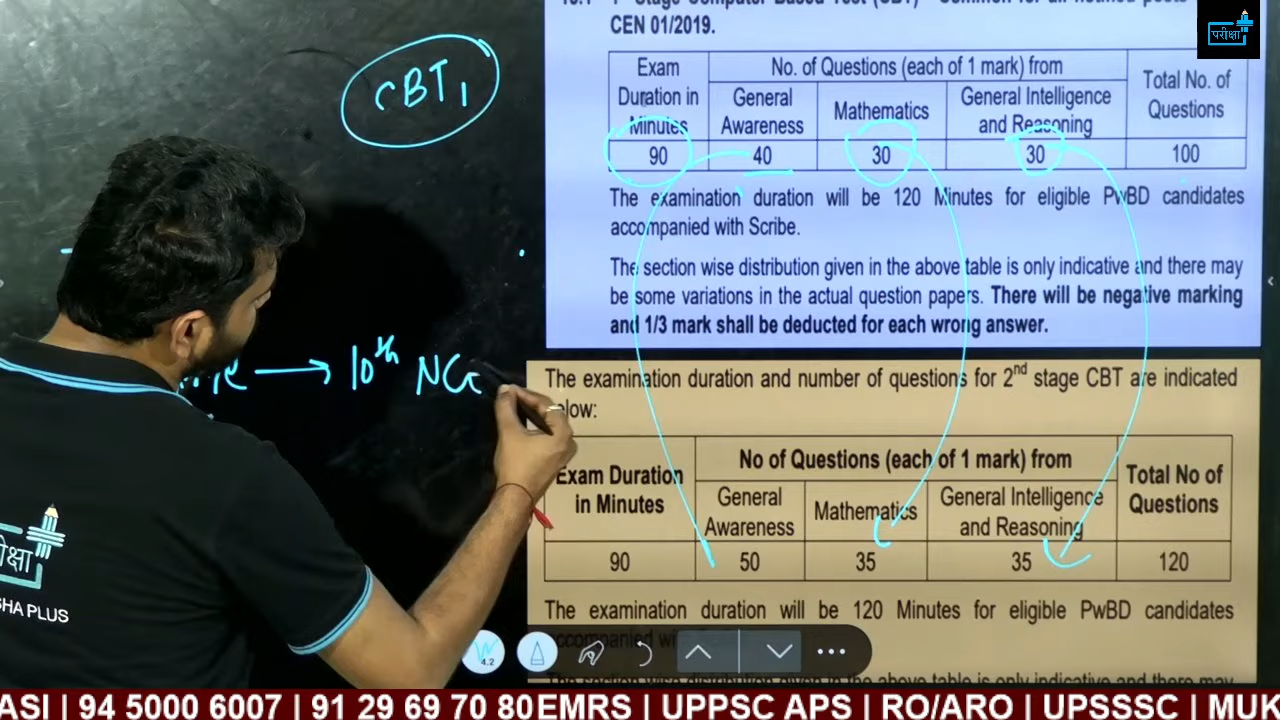 CEN 01/2019.
Exam Duration in Minutes
No. of Questions (each of 1 mark) from
Total No. of Questions
General Awareness
Mathematics
General Intelligence and Reasoning
90
40
30
30
100
The examination duration will be 120 Minutes for eligible PwBD candidates
accompanied with Scribe.
The section wise distribution given in the above table is only indicative and there may
be some variations in the actual question papers. There will be negative marking
and 1/3 mark shall be deducted for each wrong answer.
The examination duration and number of questions for 2nd stage CBT are indicated
Exam Duration in Minutes
No of Questions (each of 1 mark) from
Total No of Questions
General Awareness
Mathematics
General Intelligence and Reasoning
90
50
35
35
120
The examination duration will be 120 Minutes for eligible PwBD candidates
CBT1
→ 10th
परीक्षा
SHA PLUS
4.2
ASI | 94 5000 6007 | 91 29 69 70 80 EMRS | UPPSC APS | RO/ARO | UPSSSC | MUK